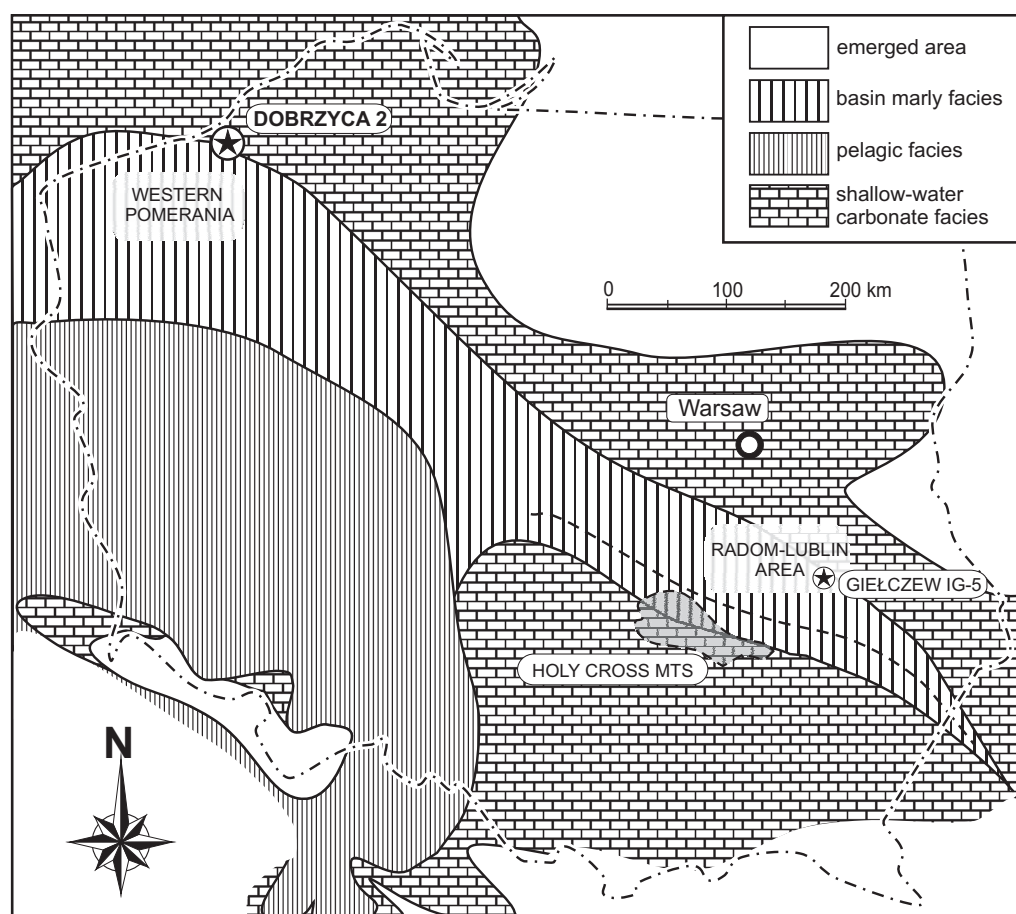 emerged area
basin marly facies
pelagic facies
shallow-water
carbonate facies
DOBRZYCA 2
WESTERN
POMERANIA
0 100 200 km
Warsaw
RADOM-LUBLIN
AREA
GIEŁCZEW IG-5
HOLY CROSS MTS
N